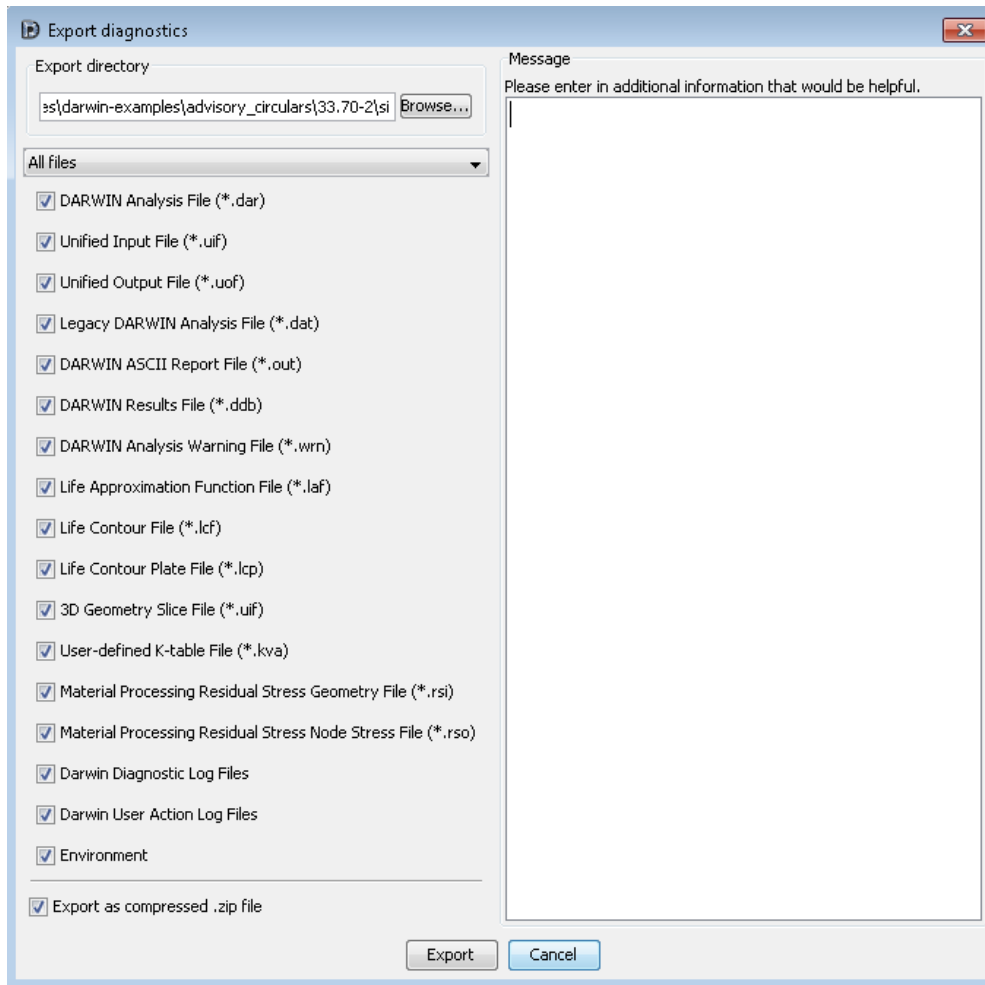 Export diagnostics
Export directory
es\darwin-examples\advisory_circulars\33.70-2\si
Browse...
All files
DARWIN Analysis File (*.dar)
Unified Input File (*.uif)
Unified Output File (*.uof)
Legacy DARWIN Analysis File (*.dat)
DARWIN ASCII Report File (*.out)
DARWIN Results File (*.ddb)
DARWIN Analysis Warning File (*.wrn)
Life Approximation Function File (*.laf)
Life Contour File (*.lcf)
Life Contour Plate File (*.lcp)
3D Geometry Slice File (*.uif)
User-defined K-table File (*.kva)
Material Processing Residual Stress Geometry File (*.rsi)
Material Processing Residual Stress Node Stress File (*.rso)
Darwin Diagnostic Log Files
Darwin User Action Log Files
Environment
Export as compressed .zip file
Message
Please enter in additional information that would be helpful.
Export
Cancel